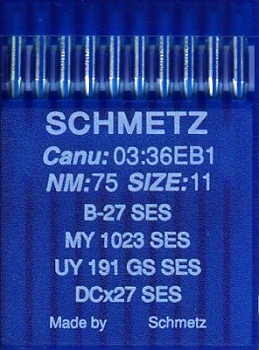 SCHMETZ
Canu: 03:36EB1
NM:75 SIZE:11
B-27 SES
MY 1023 SES
UY 191 GS SES
DCx27 SES
Made by Schmetz